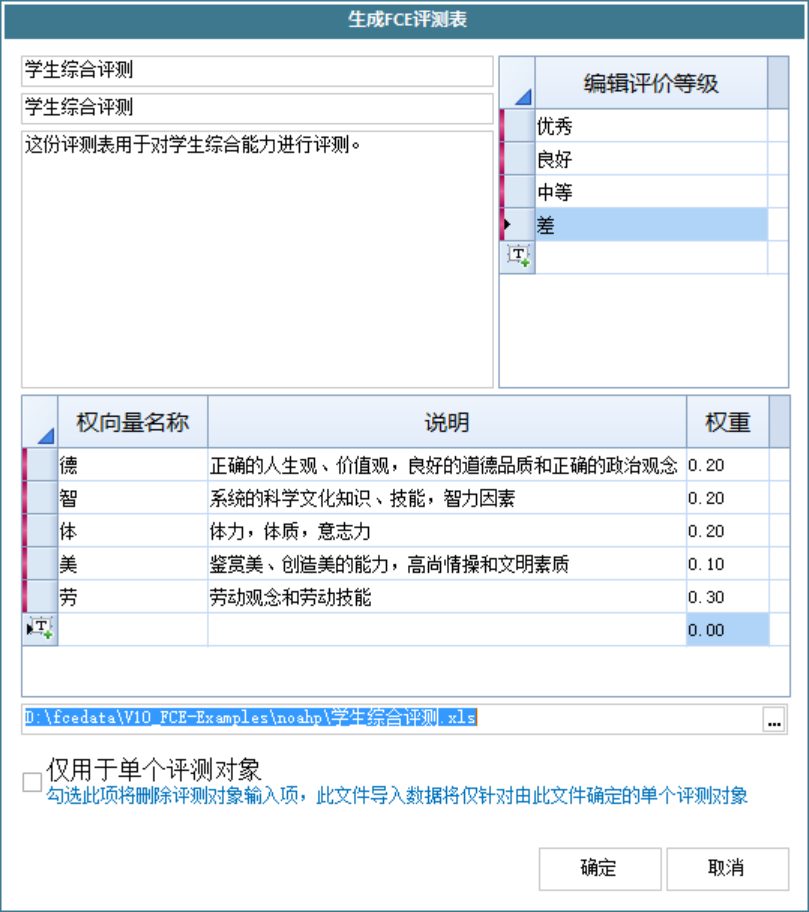 生成FCE评测表
学生综合评测
学生综合评测
这份评测表用于对学生综合能力进行评测。
编辑评价等级
优秀
良好
中等
差
权向量名称 说明 权重
德 正确的人生观、价值观，良好的道德品质和正确的政治观念 0.20
智 系统的科学文化知识、技能，智力因素 0.20
体 体力，体质，意志力 0.20
美 鉴赏美、创造美的能力，高尚情操和文明素质 0.10
劳 劳动观念和劳动技能 0.30
0.00
D:\fcedata\V10_FCE-Examples\noahp\学生综合评测.xls
...
仅用于单个评测对象
勾选此项将删除评测对象输入项，此文件导入数据将仅针对由此文件确定的单个评测对象
确定 取消